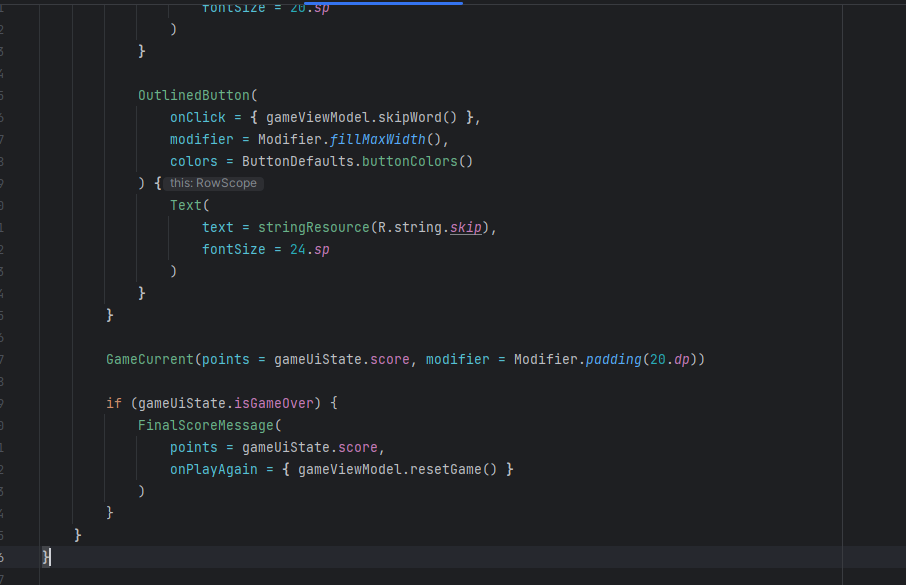 fontSize = 20.sp
)
}
OutlinedButton(
onClick = { gameViewModel.skipWord() },
modifier = Modifier.fillMaxWidth(),
colors = ButtonDefaults.buttonColors()
) { this: RowScope
Text(
text = stringResource(R.string.skip),
fontSize = 24.sp
)
}
}
GameCurrent(points = gameUiState.score, modifier = Modifier.padding(20.dp))
if (gameUiState.isGameOver) {
FinalScoreMessage(
points = gameUiState.score,
onPlayAgain = { gameViewModel.resetGame() }
)
}
}
}